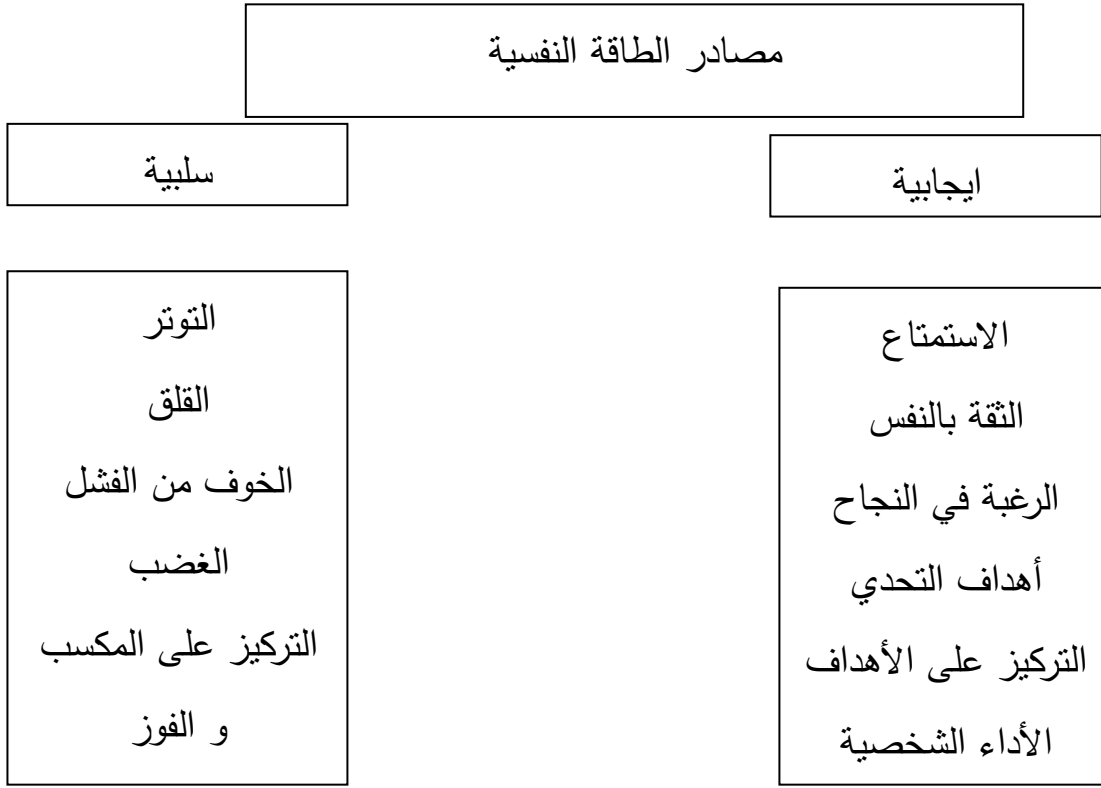 مصادر الطاقة النفسية
ايجابية
سلبية
الاستمتاع
الثقة بالنفس
الرغبة في النجاح
أهداف التحدي
التركيز على الأهداف
الأداء الشخصية
التوتر
القلق
الخوف من الفشل
الغضب
التركيز على المكسب
و الفوز